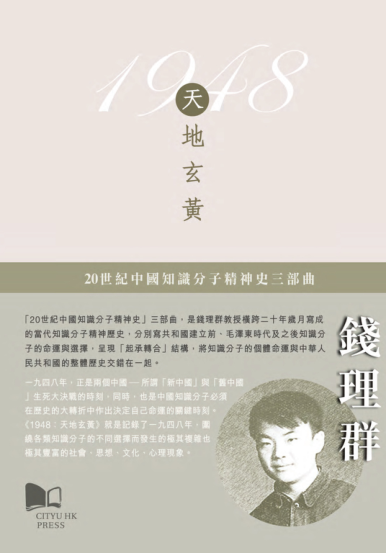 1948
天地玄黃
20世紀中國知識分子精神史三部曲
「20世紀中國知識分子精神史」三部曲，是錢理群教授橫跨二十年歲月寫成
的當代知識分子精神歷史，分別寫共和國建立前、毛澤東時代及之後知識分
子的命運與選擇，呈現「起承轉合」結構，將知識分子的個體命運與中華人
民共和國的整體歷史交錯在一起。
一九四八年，正是兩個中國—所謂「新中國」與「舊中國
」生死大決戰的時刻，同時，也是中國知識分子必須
在歷史的大轉折中作出決定自己命運的關鍵時刻。
《1948：天地玄黃》就是記錄了一九四八年，圍
繞各類知識分子的不同選擇而發生的極其複雜也
極其豐富的社會、思想、文化、心理現象。
錢理群
CITYU HK
PRESS